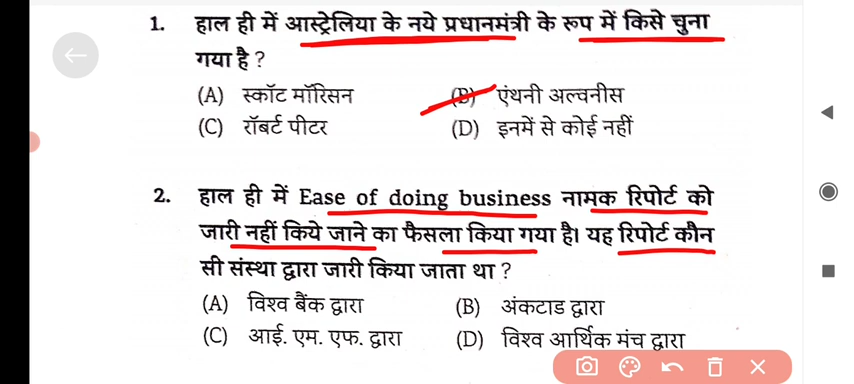 1. हाल ही में आस्ट्रेलिया के नये प्रधानमंत्री के रूप में किसे चुना
गया है ?
(A) स्कॉट मॉरिसन (B) एंथनी अल्वनीस
(C) रॉबर्ट पीटर (D) इनमें से कोई नहीं
2. हाल ही में Ease of doing business नामक रिपोर्ट को
जारी नहीं किये जाने का फैसला किया गया है। यह रिपोर्ट कौन
सी संस्था द्वारा जारी किया जाता था ?
(A) विश्व बैंक द्वारा (B) अंकटाड द्वारा
(C) आई. एम. एफ. द्वारा (D) विश्व आर्थिक मंच द्वारा